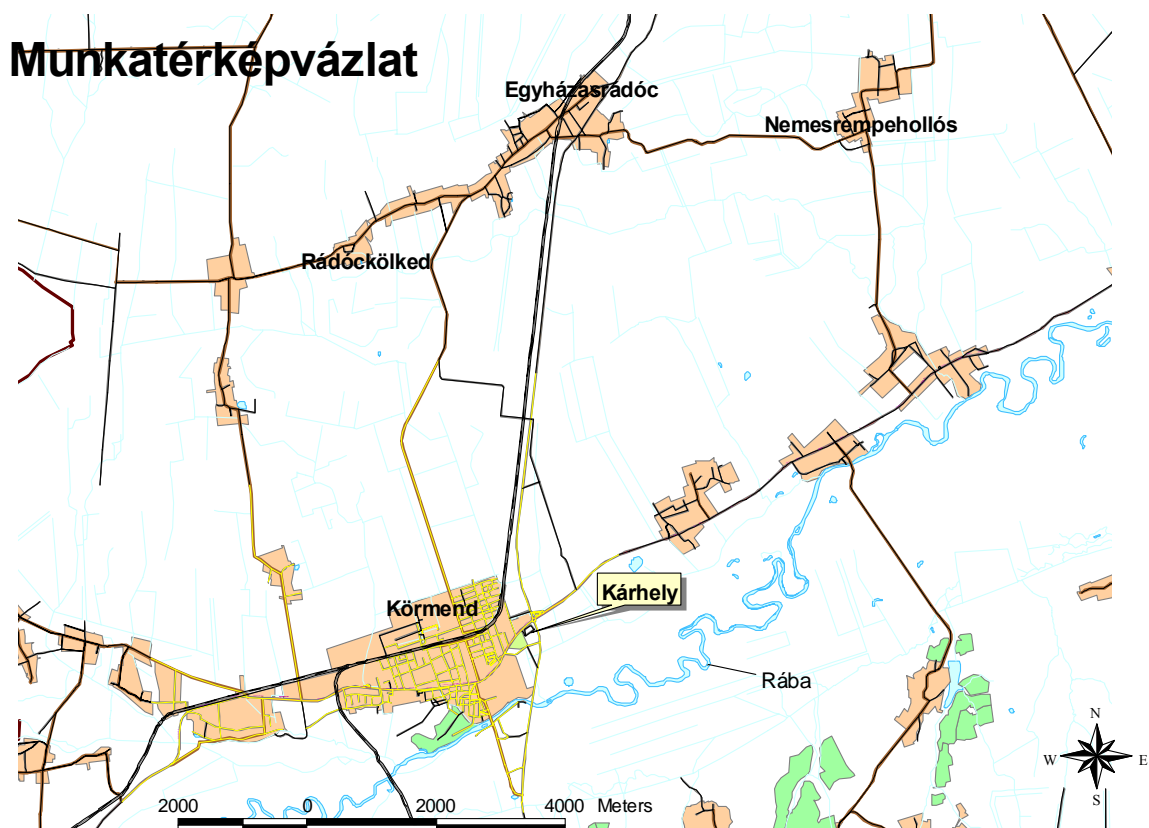 Munkatérképvázlat
Egyházasrádóc
Nemesrempehollós
Rádóckölked
Kárhely
Körmend
Rába
N
W E
S
2000 0 2000 4000 Meters